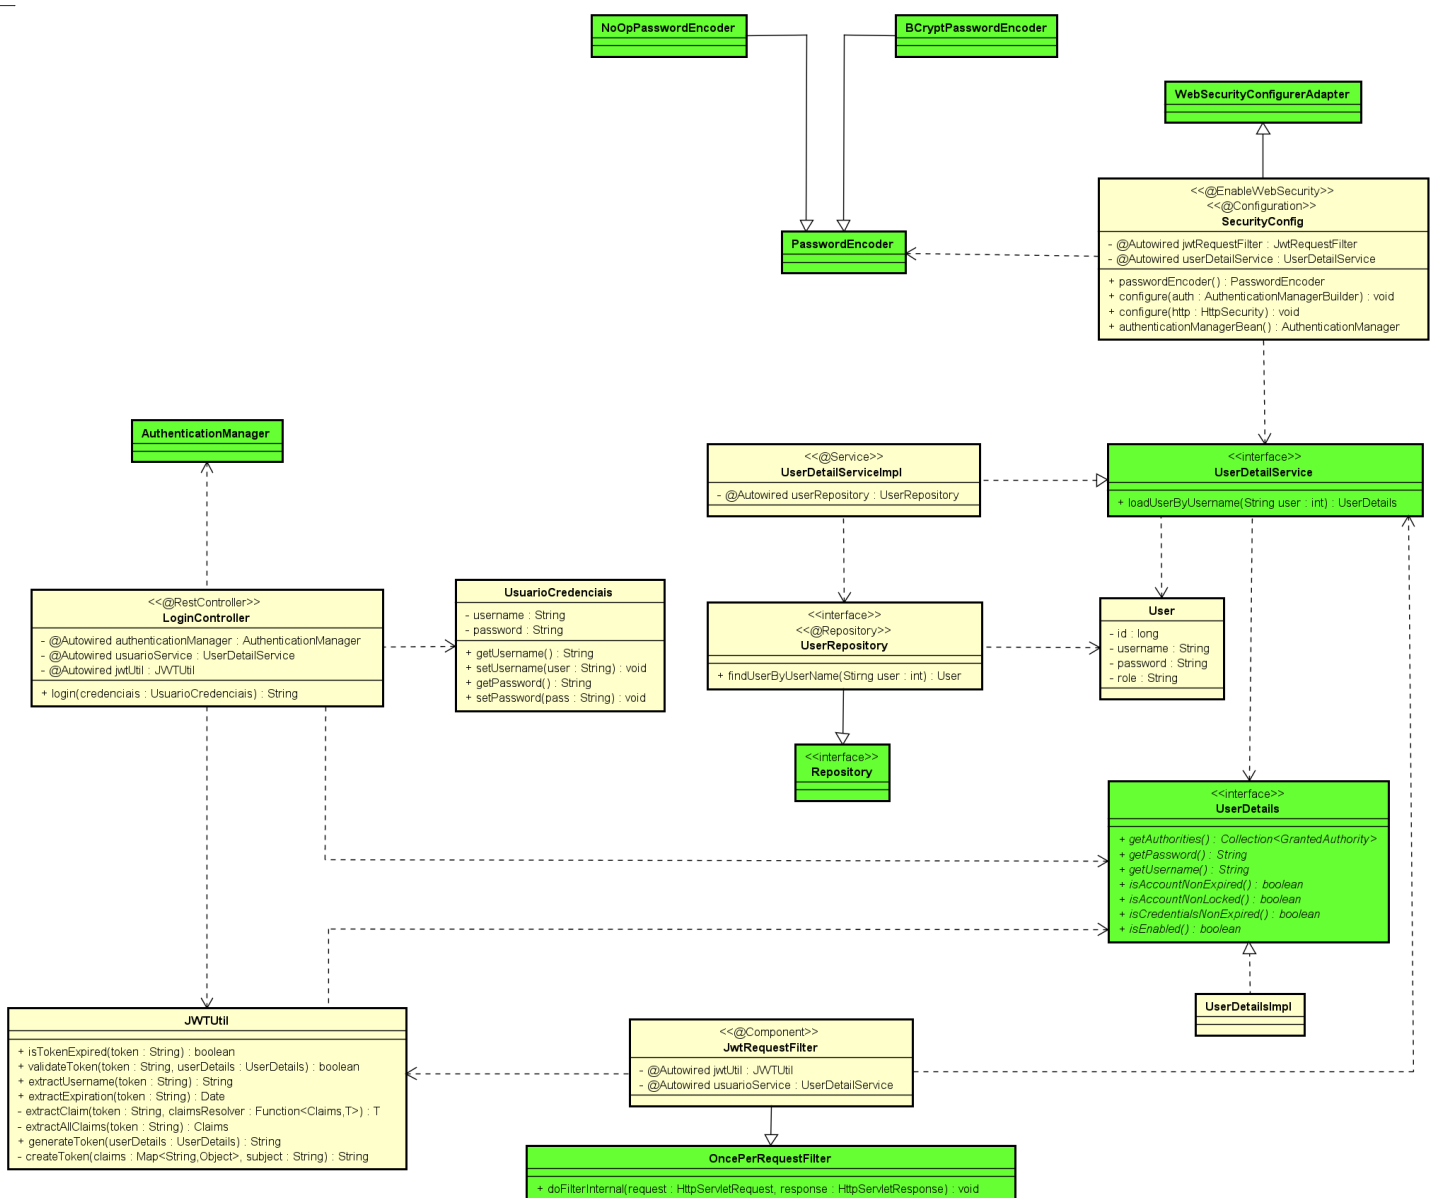 NoOpPasswordEncoder
BCryptPasswordEncoder
WebSecurityConfigurerAdapter
<<@EnableWebSecurity>>
<<@Configuration>>
SecurityConfig
- @Autowired jwtRequestFilter : JwtRequestFilter
- @Autowired userDetailService : UserDetailService
+ passwordEncoder() : PasswordEncoder
+ configure(auth : AuthenticationManagerBuilder) : void
+ configure(http : HttpSecurity) : void
+ authenticationManagerBean() : AuthenticationManager
PasswordEncoder
AuthenticationManager
<<@Service>>
UserDetailServiceImpl
- @Autowired userRepository : UserRepository
<<interface>>
UserDetailService
+ loadUserByUsername(String user : int) : UserDetails
<<@RestController>>
LoginController
- @Autowired authenticationManager : AuthenticationManager
- @Autowired usuarioService : UserDetailService
- @Autowired jwtUtil : JWTUtil
+ login(credenciais : UsuarioCredenciais) : String
UsuarioCredenciais
- username : String
- password : String
+ getUsername() : String
+ setUsername(user : String) : void
+ getPassword() : String
+ setPassword(pass : String) : void
<<interface>>
<<@Repository>>
UserRepository
+ findUserByUserName(Stirng user : int) : User
User
- id : long
- username : String
- password : String
- role : String
<<interface>>
Repository
<<interface>>
UserDetails
+ getAuthorities() : Collection<GrantedAuthority>
+ getPassword() : String
+ getUsername() : String
+ isAccountNonExpired() : boolean
+ isAccountNonLocked() : boolean
+ isCredentialsNonExpired() : boolean
+ isEnabled() : boolean
UserDetailsImpl
JWTUtil
+ isTokenExpired(token : String) : boolean
+ validateToken(token : String, userDetails : UserDetails) : boolean
+ extractUsername(token : String) : String
+ extractExpiration(token : String) : Date
- extractClaim(token : String, claimsResolver : Function<Claims,T>) : T
- extractAllClaims(token : String) : Claims
+ generateToken(userDetails : UserDetails) : String
- createToken(claims : Map<String,Object>, subject : String) : String
<<@Component>>
JwtRequestFilter
- @Autowired jwtUtil : JWTUtil
- @Autowired usuarioService : UserDetailService
OncePerRequestFilter
+ doFilterInternal(request : HttpServletRequest, response : HttpServletResponse) : void